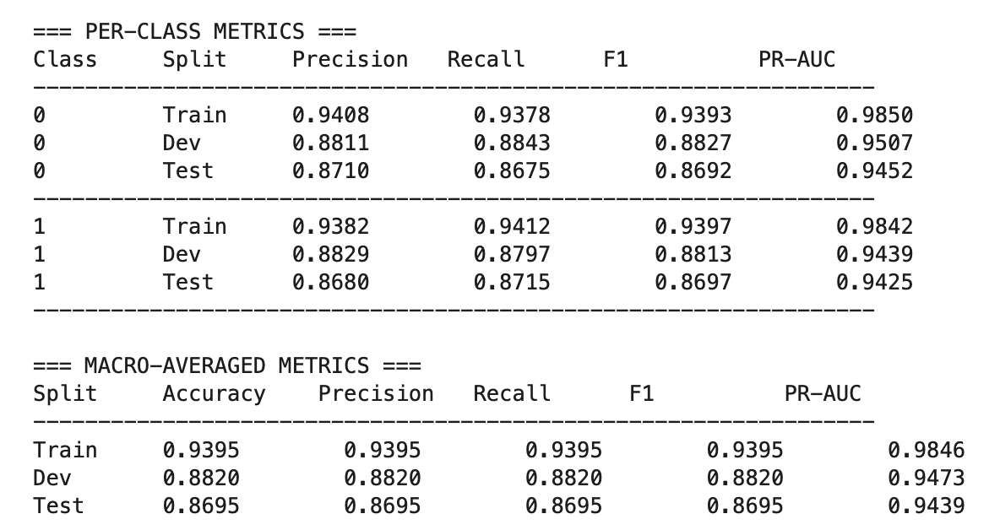 === PER-CLASS METRICS ===
Class Split Precision Recall F1 PR-AUC
-----------------------------------------------------------------
0 Train 0.9408 0.9378 0.9393 0.9850
0 Dev 0.8811 0.8843 0.8827 0.9507
0 Test 0.8710 0.8675 0.8692 0.9452
-----------------------------------------------------------------
1 Train 0.9382 0.9412 0.9397 0.9842
1 Dev 0.8829 0.8797 0.8813 0.9439
1 Test 0.8680 0.8715 0.8697 0.9425
-----------------------------------------------------------------
=== MACRO-AVERAGED METRICS ===
Split Accuracy Precision Recall F1 PR-AUC
-----------------------------------------------------------------
Train 0.9395 0.9395 0.9395 0.9395 0.9846
Dev 0.8820 0.8820 0.8820 0.8820 0.9473
Test 0.8695 0.8695 0.8695 0.8695 0.9439